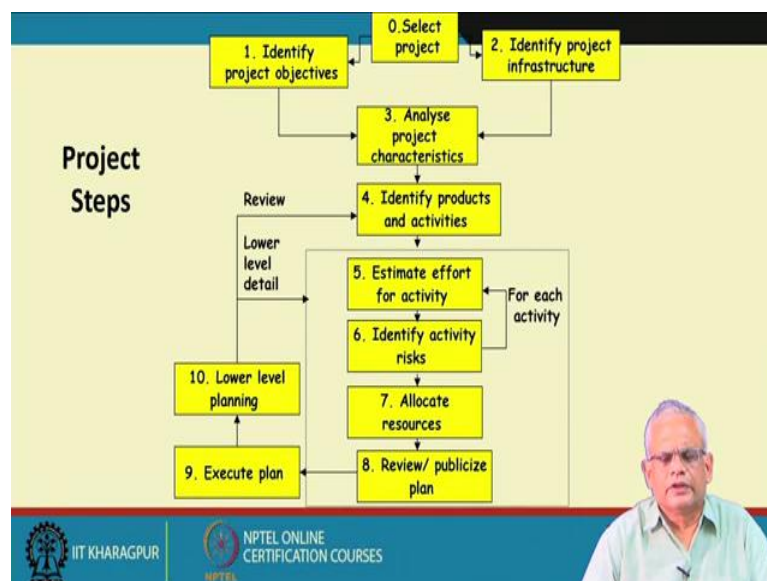 0.Select
project
1. Identify
project objectives
2. Identify project
infrastructure
3. Analyse
project
characteristics
Project
Steps
Review
4. Identify products
and activities
Lower
level
detail
5. Estimate effort
for activity
For each
activity
6. Identify activity
risks
10. Lower level
planning
7. Allocate
resources
9. Execute plan
8. Review/ publicize
plan
IIT KHARAGPUR
NPTEL ONLINE
CERTIFICATION COURSES
NPTEL